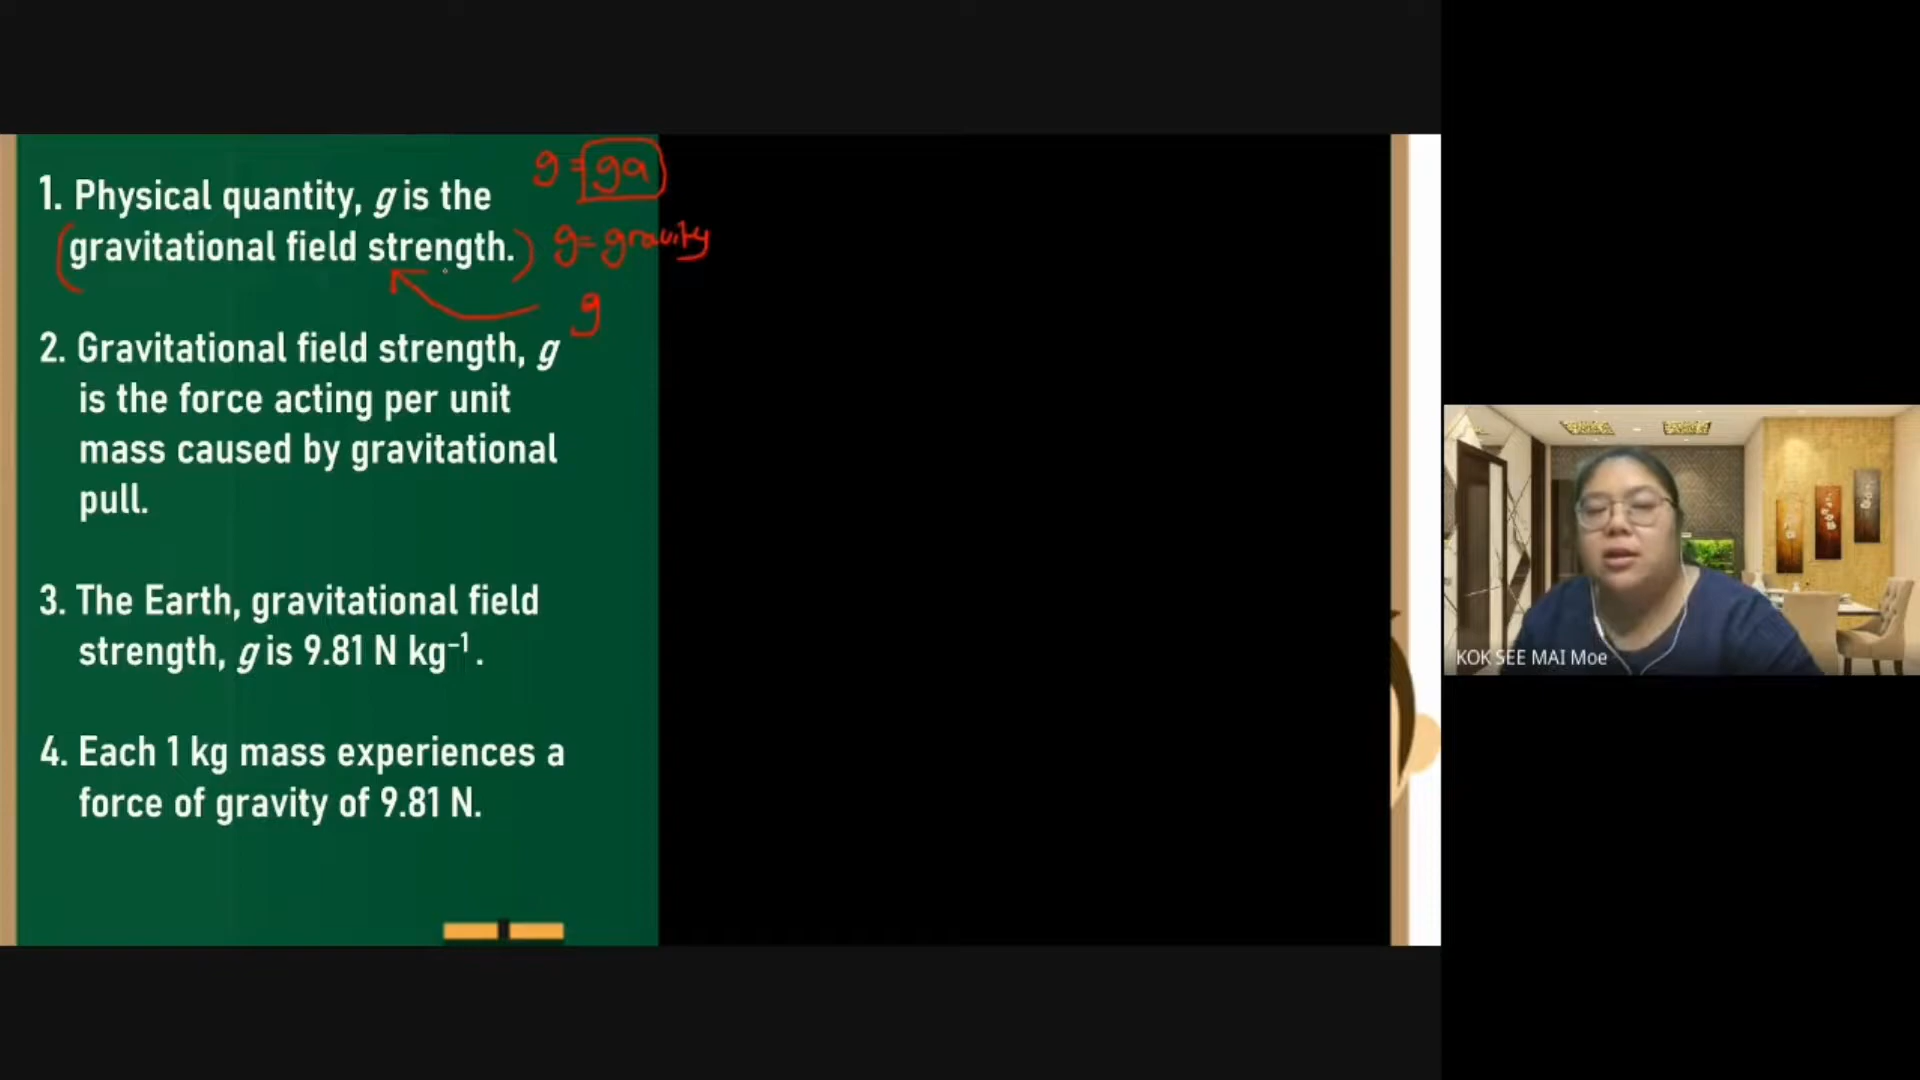 1. Physical quantity, g is the
gravitational field strength.
g = ga
g = gravity
g
2. Gravitational field strength, g
is the force acting per unit
mass caused by gravitational
pull.
3. The Earth, gravitational field
strength, g is 9.81 N kg⁻¹.
4. Each 1 kg mass experiences a
force of gravity of 9.81 N.
KOK SEE MAI Moe